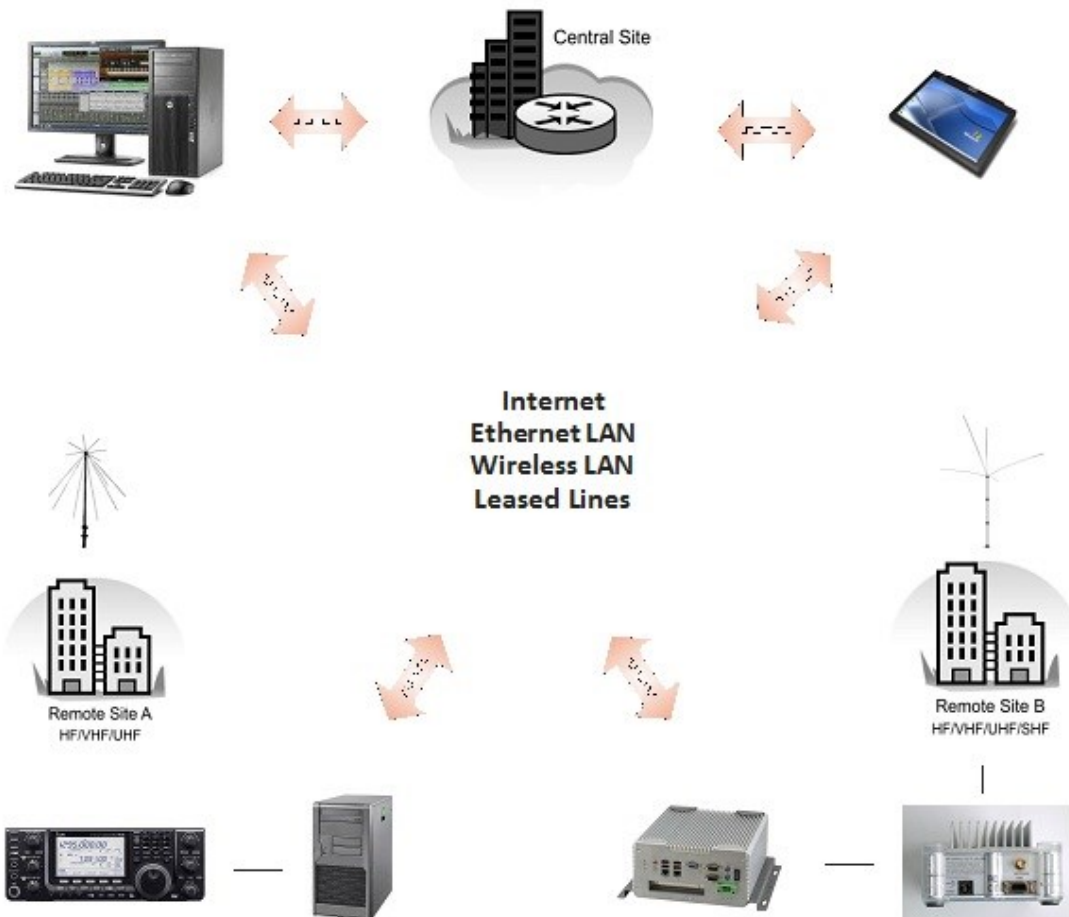 Central Site
Internet
Ethernet LAN
Wireless LAN
Leased Lines
Remote Site A
HF/VHF/UHF
Remote Site B
HF/VHF/UHF/SHF